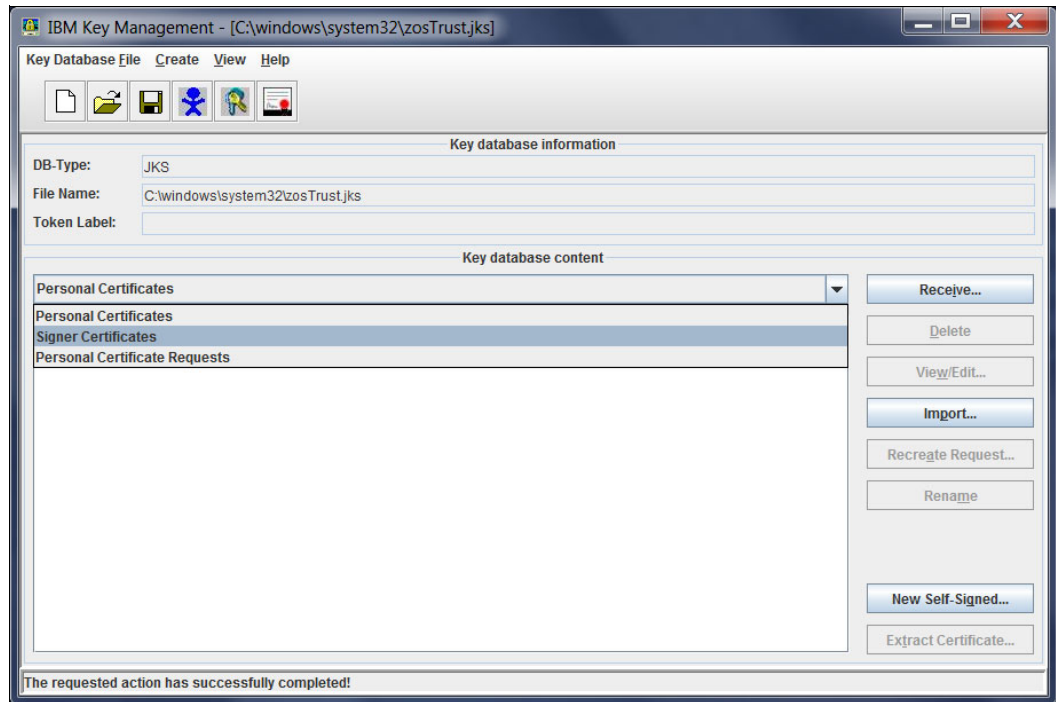 IBM Key Management - [C:\windows\system32\zosTrust.jks]
Key Database File Create View Help
Key database information
DB-Type: JKS
File Name: C:\windows\system32\zosTrust.jks
Token Label:
Key database content
Personal Certificates
Receive...
Personal Certificates
Signer Certificates
Personal Certificate Requests
Delete
View/Edit...
Import...
Recreate Request...
Rename
New Self-Signed...
Extract Certificate...
The requested action has successfully completed!